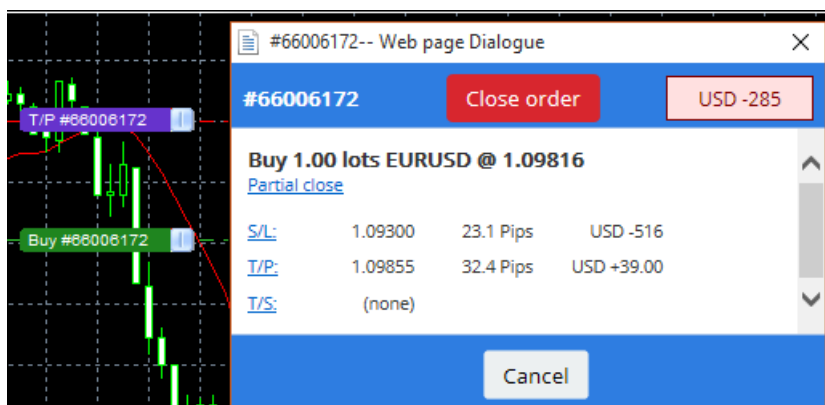 #66006172-- Web page Dialogue
#66006172 Close order USD -285
T/P #66006172
Buy 1.00 lots EURUSD @ 1.09816
Partial close
Buy #66006172
S/L: 1.09300 23.1 Pips USD -516
T/P: 1.09855 32.4 Pips USD +39.00
T/S: (none)
Cancel